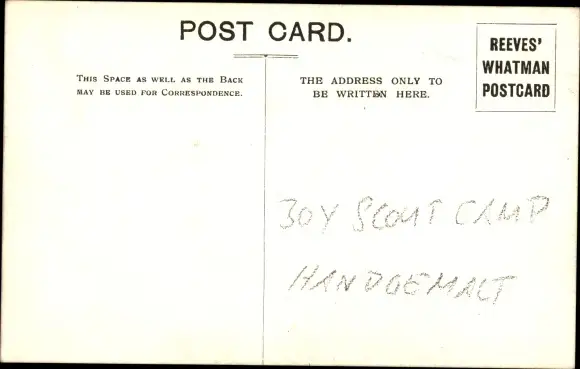 POST CARD.
REEVES'
WHATMAN
POSTCARD
THIS SPACE AS WELL AS THE BACK
MAY BE USED FOR CORRESPONDENCE.
THE ADDRESS ONLY TO
BE WRITTEN HERE.
BOY SCOUT CAMP
HANDGEMALT